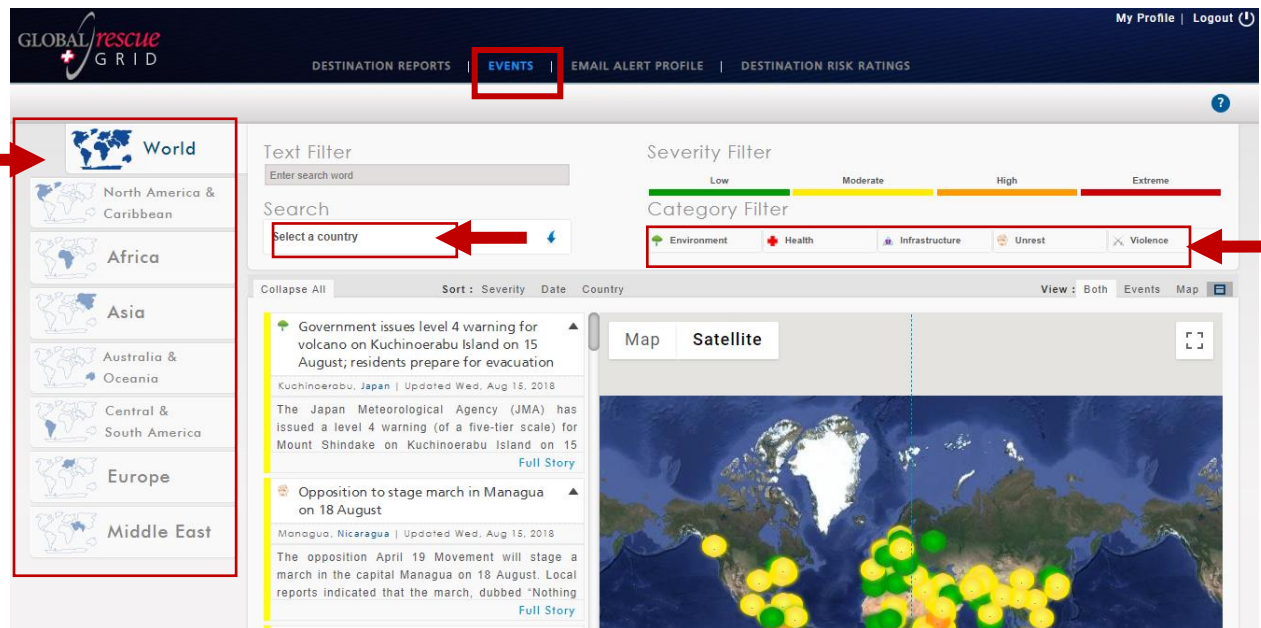 My Profile | Logout
GLOBAL rescue
GRID
DESTINATION REPORTS | EVENTS | EMAIL ALERT PROFILE | DESTINATION RISK RATINGS
?
World
North America &
Caribbean
Africa
Asia
Australia &
Oceania
Central &
South America
Europe
Middle East
Text Filter
Enter search word
Search
Select a country
Severity Filter
Low Moderate High Extreme
Category Filter
Environment Health Infrastructure Unrest Violence
Collapse All Sort : Severity Date Country View : Both Events Map
Government issues level 4 warning for
volcano on Kuchinoerabu Island on 15
August; residents prepare for evacuation
Kuchinoerabu, Japan | Updated Wed, Aug 15, 2018
The Japan Meteorological Agency (JMA) has
issued a level 4 warning (of a five-tier scale) for
Mount Shindake on Kuchinoerabu Island on 15
Full Story
Opposition to stage march in Managua
on 18 August
Managua, Nicaragua | Updated Wed, Aug 15, 2018
The opposition April 19 Movement will stage a
march in the capital Managua on 18 August. Local
reports indicated that the march, dubbed "Nothing
Full Story
Map Satellite